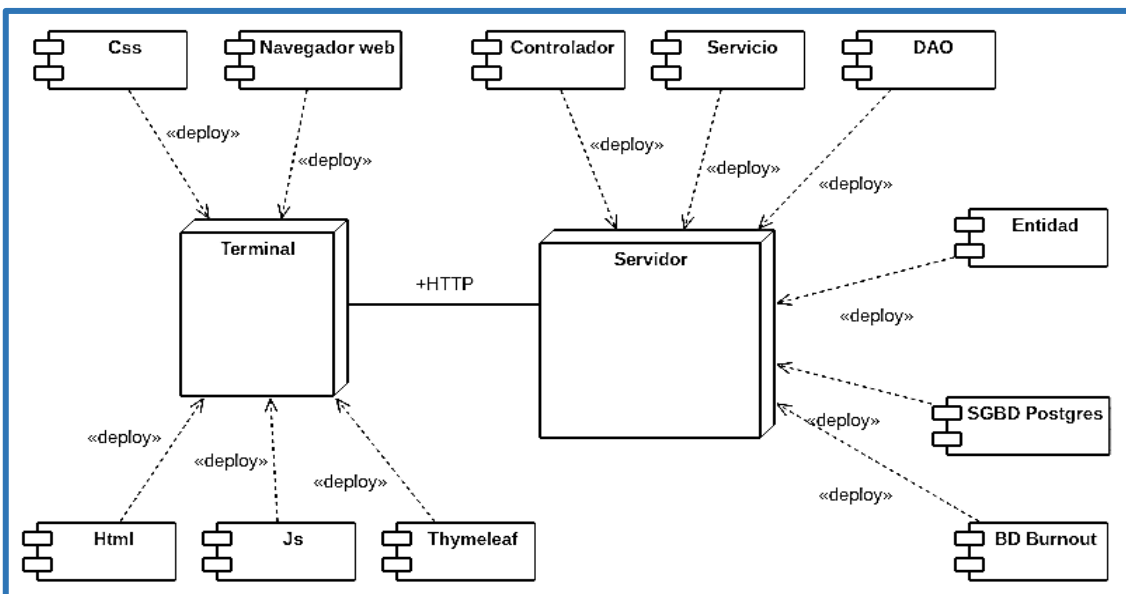 Css
Navegador web
Controlador
Servicio
DAO
«deploy»
«deploy»
«deploy»
«deploy»
«deploy»
Entidad
Terminal
Servidor
+HTTP
«deploy»
SGBD Postgres
«deploy»
«deploy»
«deploy»
«deploy»
«deploy»
Html
Js
Thymeleaf
BD Burnout